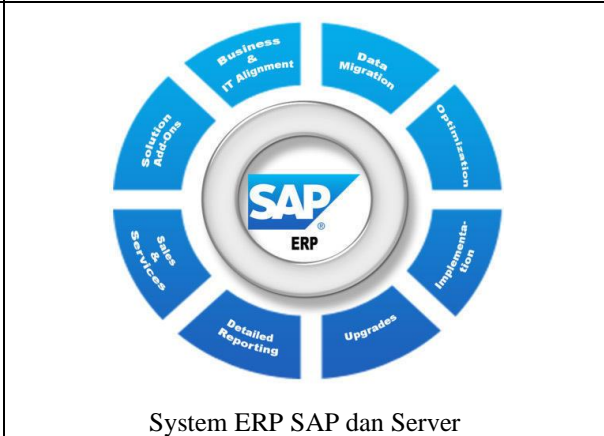 Business
&
IT Alignment
Data
Migration
Optimization
Implementa-
tion
Upgrades
Detailed
Reporting
Sales
&
Services
Solution
Add-Ons
SAP
®
ERP
System ERP SAP dan Server